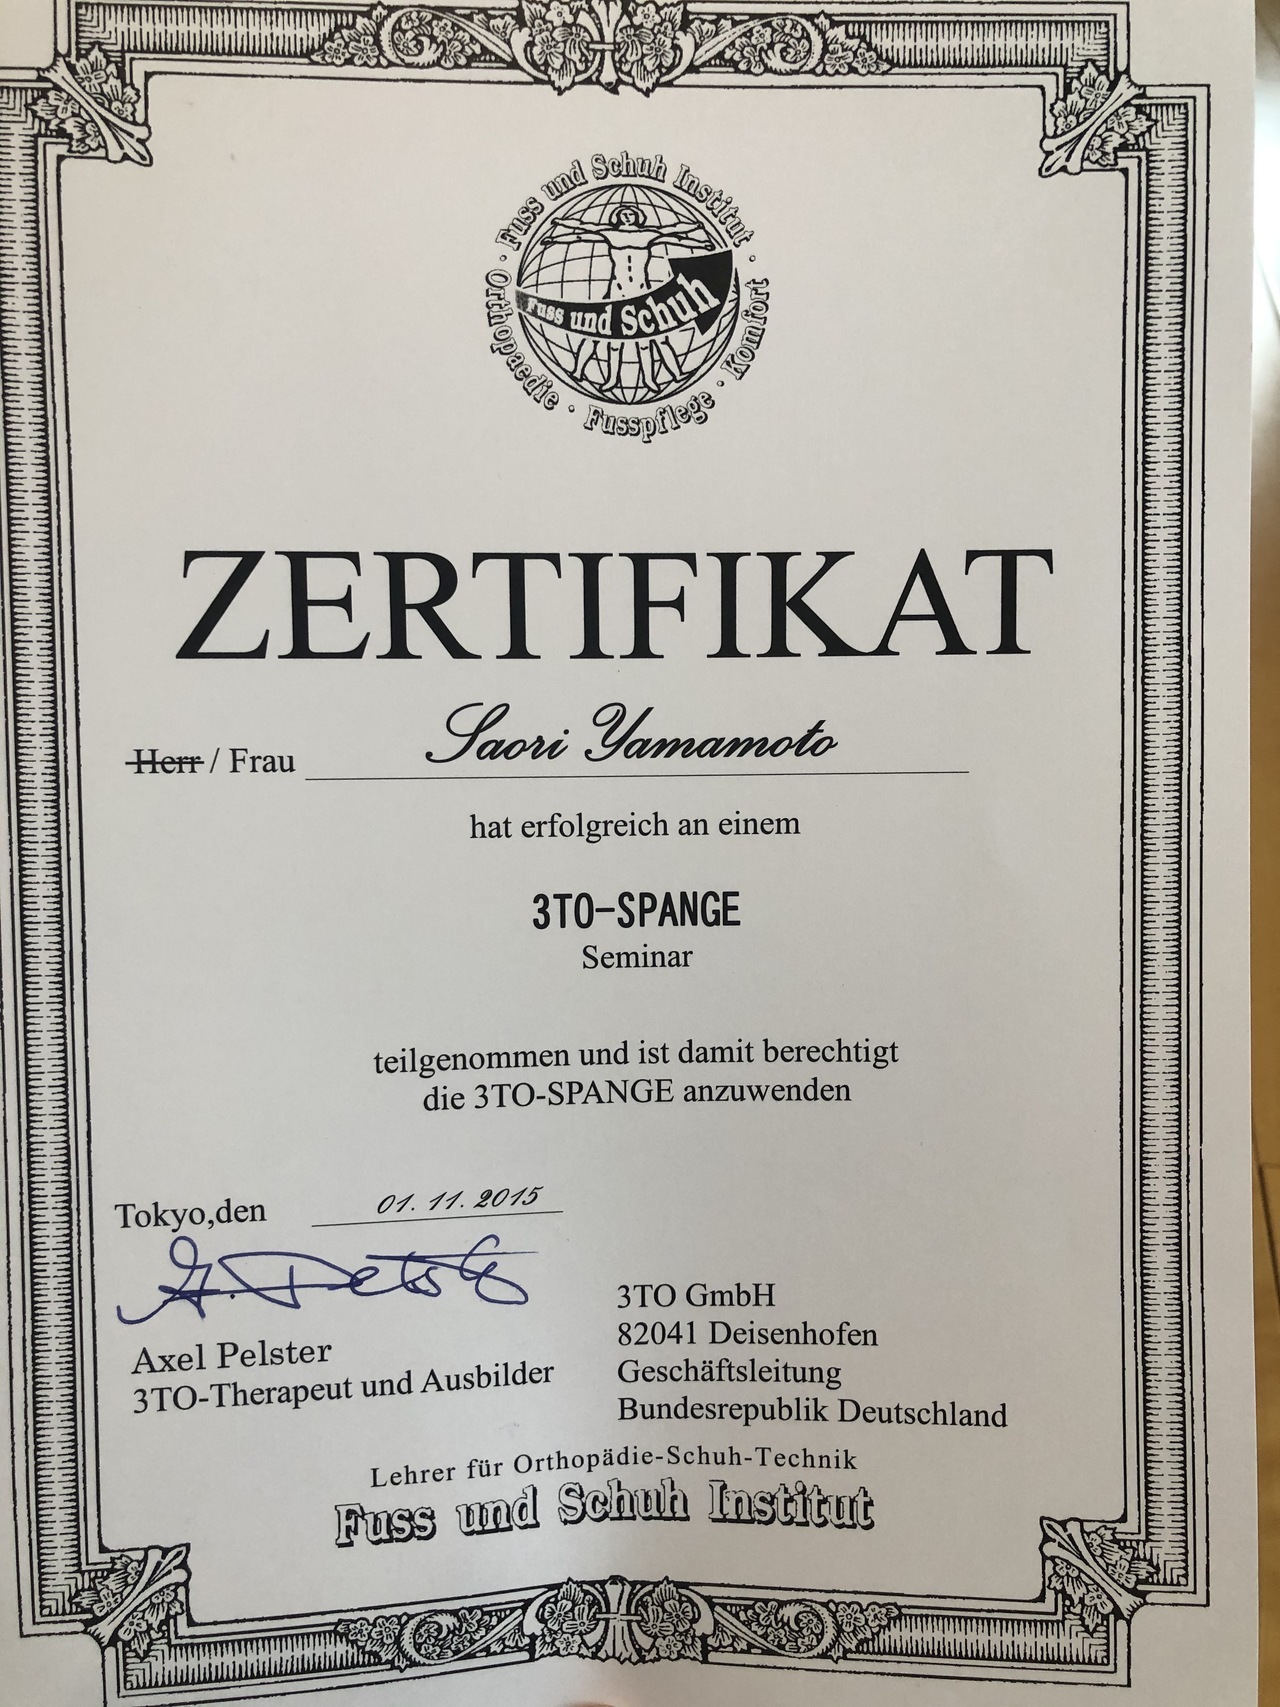 · Fuss und Schuh Institut ·
Orthopaedie · Fusspflege · Komfort
Fuss und Schuh
ZERTIFIKAT
Herr / Frau Saori Yamamoto
hat erfolgreich an einem
3TO-SPANGE
Seminar
teilgenommen und ist damit berechtigt
die 3TO-SPANGE anzuwenden
Tokyo,den 01. 11. 2015
Axel Pelster
3TO-Therapeut und Ausbilder
3TO GmbH
82041 Deisenhofen
Geschäftsleitung
Bundesrepublik Deutschland
Lehrer für Orthopädie-Schuh-Technik
Fuss und Schuh Institut